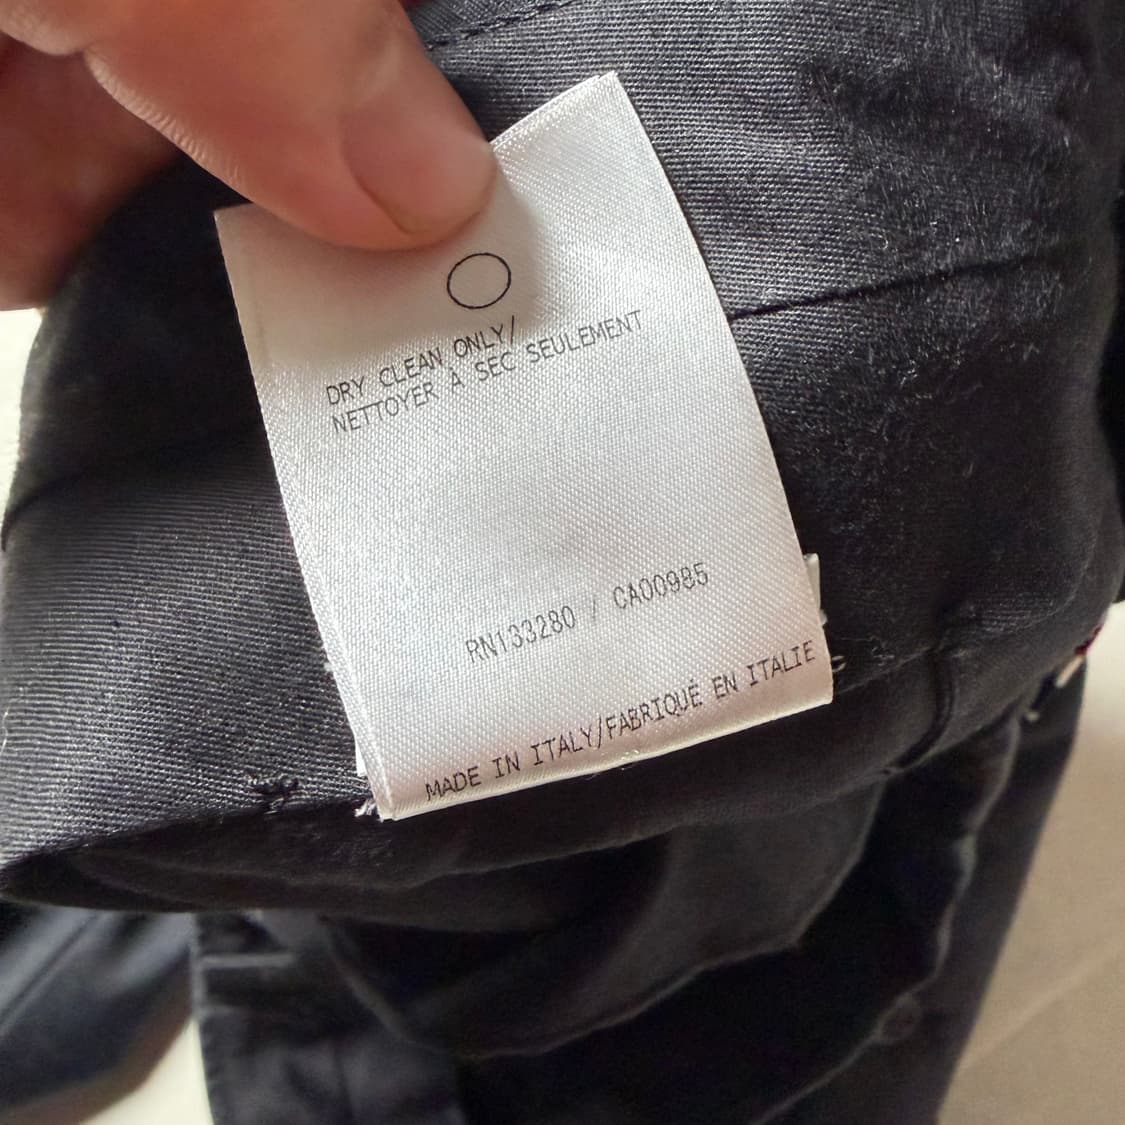 DRY CLEAN ONLY/
NETTOYER À SEC SEULEMENT
RN133280 / CA00985
MADE IN ITALY/FABRIQUÉ EN ITALIE